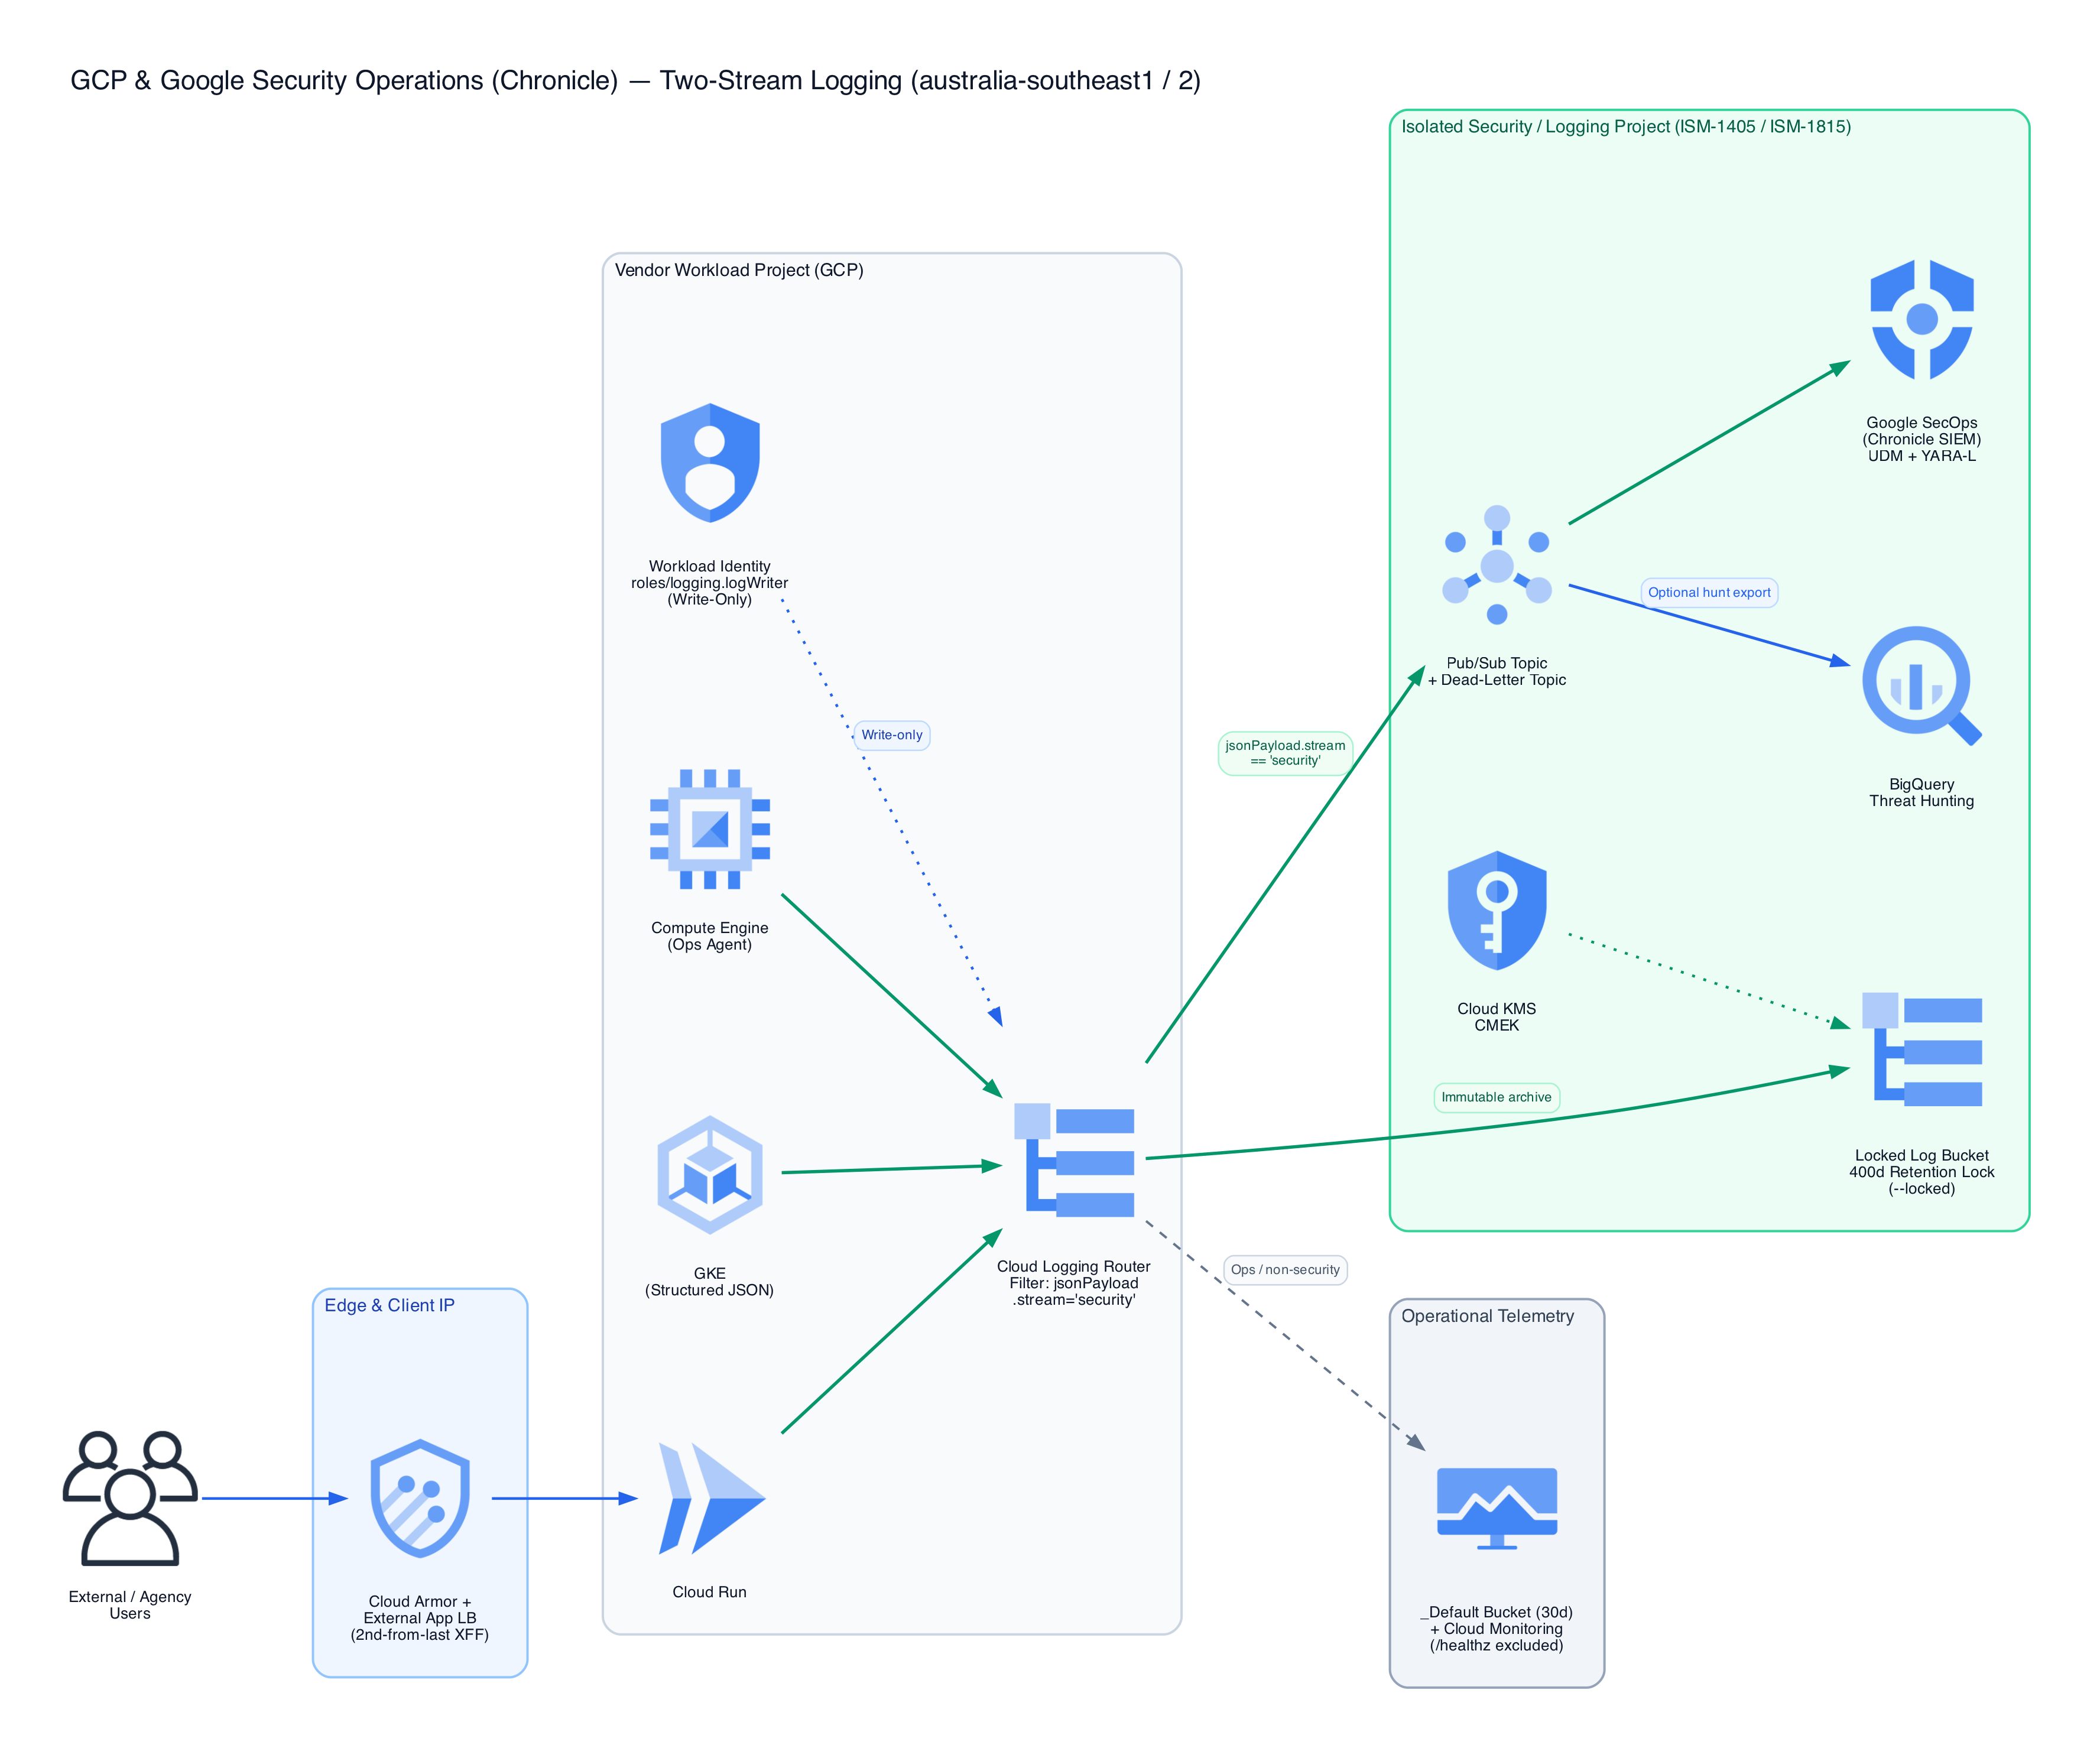 GCP & Google Security Operations (Chronicle) — Two-Stream Logging (australia-southeast1 / 2)
Isolated Security / Logging Project (ISM-1405 / ISM-1815)
Vendor Workload Project (GCP)
Google SecOps
(Chronicle SIEM)
UDM + YARA-L
Workload Identity
roles/logging.logWriter
(Write-Only)
Optional hunt export
Pub/Sub Topic
+ Dead-Letter Topic
Write-only
jsonPayload.stream
== 'security'
BigQuery
Threat Hunting
Compute Engine
(Ops Agent)
Cloud KMS
CMEK
Immutable archive
Locked Log Bucket
400d Retention Lock
(--locked)
GKE
(Structured JSON)
Cloud Logging Router
Filter: jsonPayload
.stream='security'
Ops / non-security
Edge & Client IP
Operational Telemetry
External / Agency
Users
Cloud Armor +
External App LB
(2nd-from-last XFF)
Cloud Run
_Default Bucket (30d)
+ Cloud Monitoring
(/healthz excluded)